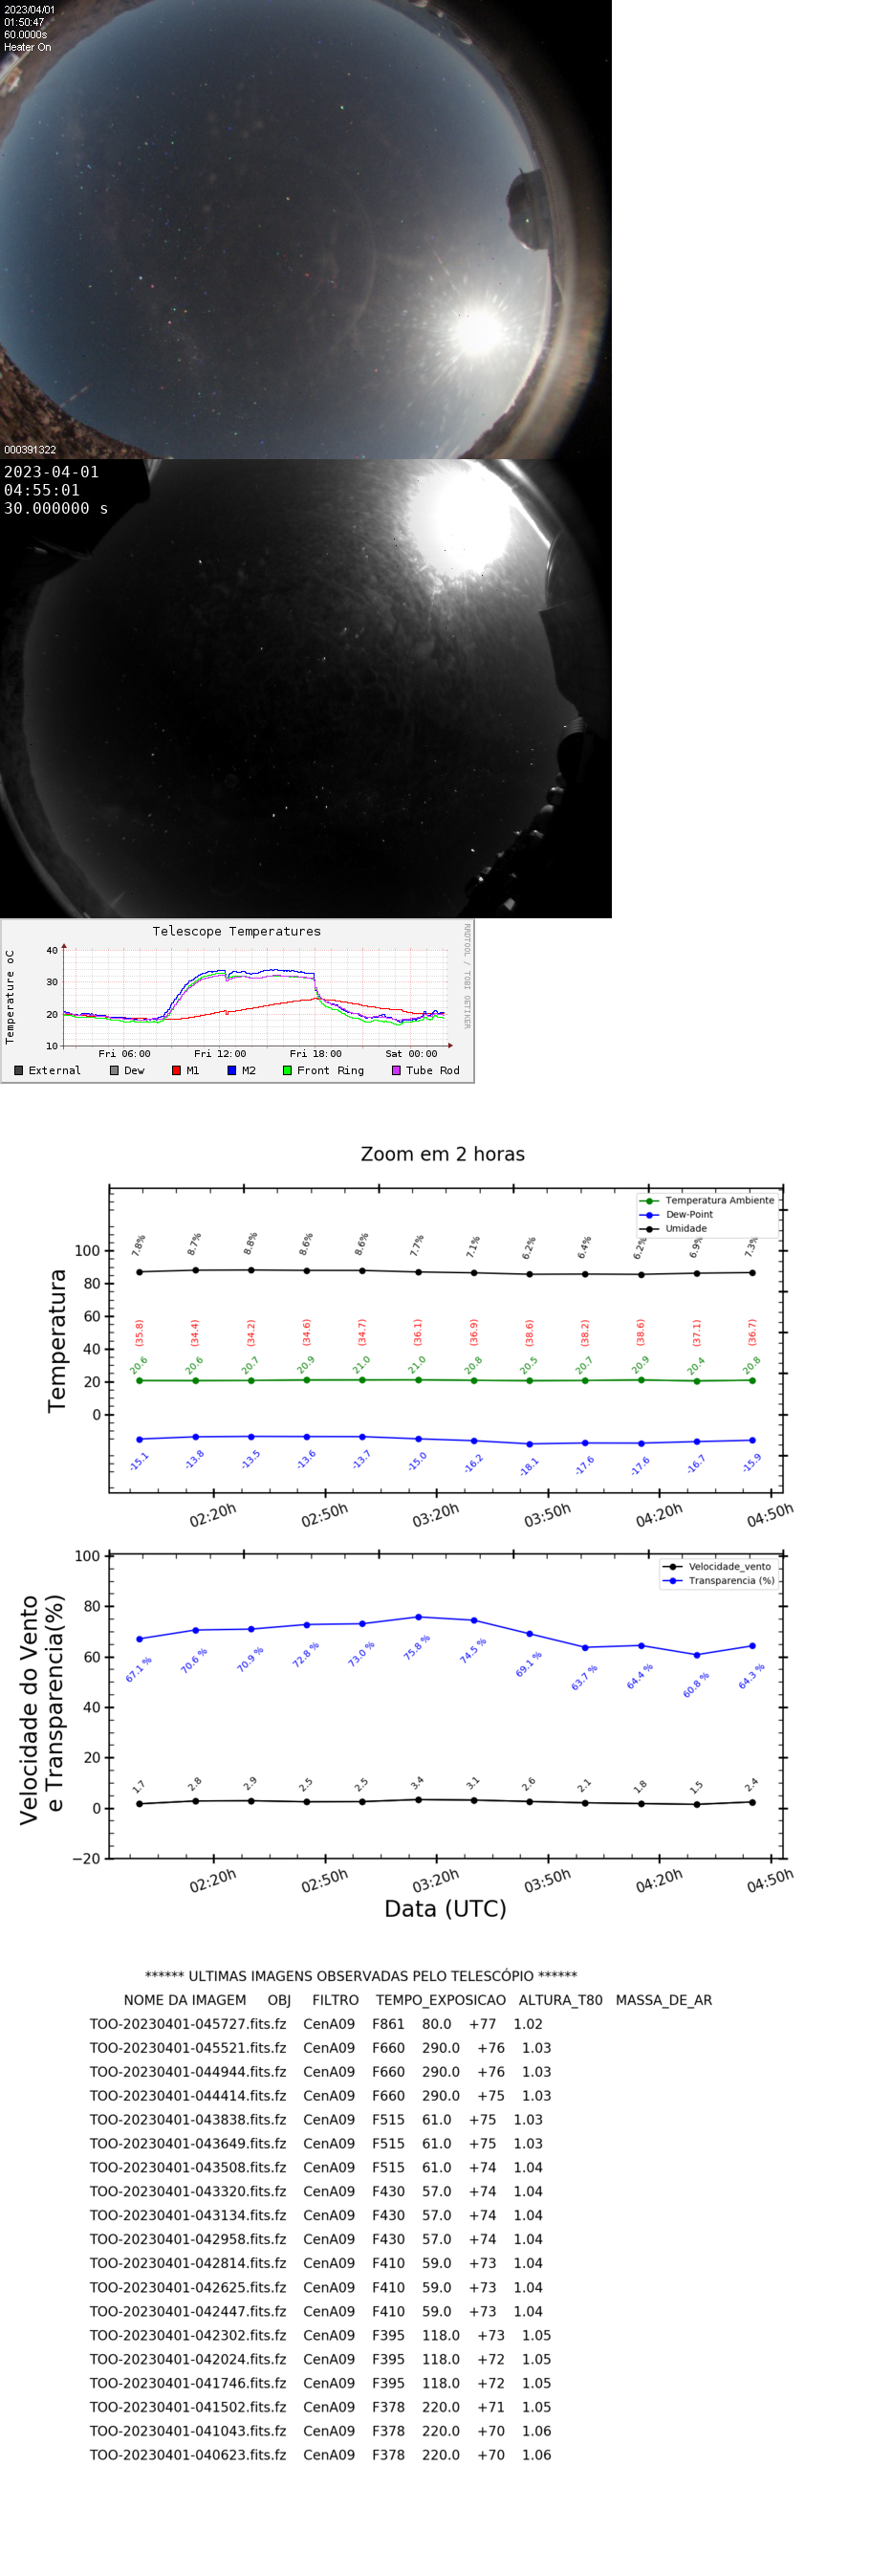 2023/04/01
01:50:47
60.0000s
Heater On
000391322
2023-04-01
04:55:01
30.000000 s
Telescope Temperatures
RRDTOOL / TOBI OETIKER
Temperature oC
40
30
20
10
Fri 06:00 Fri 12:00 Fri 18:00 Sat 00:00
External Dew M1 M2 Front Ring Tube Rod
Zoom em 2 horas
Temperatura Ambiente
Dew-Point
Umidade
Temperatura
100
80
60
40
20
0
7.8% 8.7% 8.8% 8.6% 8.6% 7.7% 7.1% 6.2% 6.4% 6.2% 6.9% 7.3%
(35.8) (34.4) (34.2) (34.6) (34.7) (36.1) (36.9) (38.6) (38.2) (38.6) (37.1) (36.7)
20.6 20.6 20.7 20.9 21.0 21.0 20.8 20.5 20.7 20.9 20.4 20.8
-15.1 -13.8 -13.5 -13.6 -13.7 -15.0 -16.2 -18.1 -17.6 -17.6 -16.7 -15.9
02:20h 02:50h 03:20h 03:50h 04:20h 04:50h
Velocidade_vento
Transparencia (%)
Velocidade do Vento
e Transparencia(%)
100
80
60
40
20
0
−20
67.1 % 70.6 % 70.9 % 72.8 % 73.0 % 75.8 % 74.5 % 69.1 % 63.7 % 64.4 % 60.8 % 64.3 %
1.7 2.8 2.9 2.5 2.5 3.4 3.1 2.6 2.1 1.8 1.5 2.4
02:20h 02:50h 03:20h 03:50h 04:20h 04:50h
Data (UTC)
****** ULTIMAS IMAGENS OBSERVADAS PELO TELESCÓPIO ******
NOME DA IMAGEM OBJ FILTRO TEMPO_EXPOSICAO ALTURA_T80 MASSA_DE_AR
TOO-20230401-045727.fits.fz CenA09 F861 80.0 +77 1.02
TOO-20230401-045521.fits.fz CenA09 F660 290.0 +76 1.03
TOO-20230401-044944.fits.fz CenA09 F660 290.0 +76 1.03
TOO-20230401-044414.fits.fz CenA09 F660 290.0 +75 1.03
TOO-20230401-043838.fits.fz CenA09 F515 61.0 +75 1.03
TOO-20230401-043649.fits.fz CenA09 F515 61.0 +75 1.03
TOO-20230401-043508.fits.fz CenA09 F515 61.0 +74 1.04
TOO-20230401-043320.fits.fz CenA09 F430 57.0 +74 1.04
TOO-20230401-043134.fits.fz CenA09 F430 57.0 +74 1.04
TOO-20230401-042958.fits.fz CenA09 F430 57.0 +74 1.04
TOO-20230401-042814.fits.fz CenA09 F410 59.0 +73 1.04
TOO-20230401-042625.fits.fz CenA09 F410 59.0 +73 1.04
TOO-20230401-042447.fits.fz CenA09 F410 59.0 +73 1.04
TOO-20230401-042302.fits.fz CenA09 F395 118.0 +73 1.05
TOO-20230401-042024.fits.fz CenA09 F395 118.0 +72 1.05
TOO-20230401-041746.fits.fz CenA09 F395 118.0 +72 1.05
TOO-20230401-041502.fits.fz CenA09 F378 220.0 +71 1.05
TOO-20230401-041043.fits.fz CenA09 F378 220.0 +70 1.06
TOO-20230401-040623.fits.fz CenA09 F378 220.0 +70 1.06